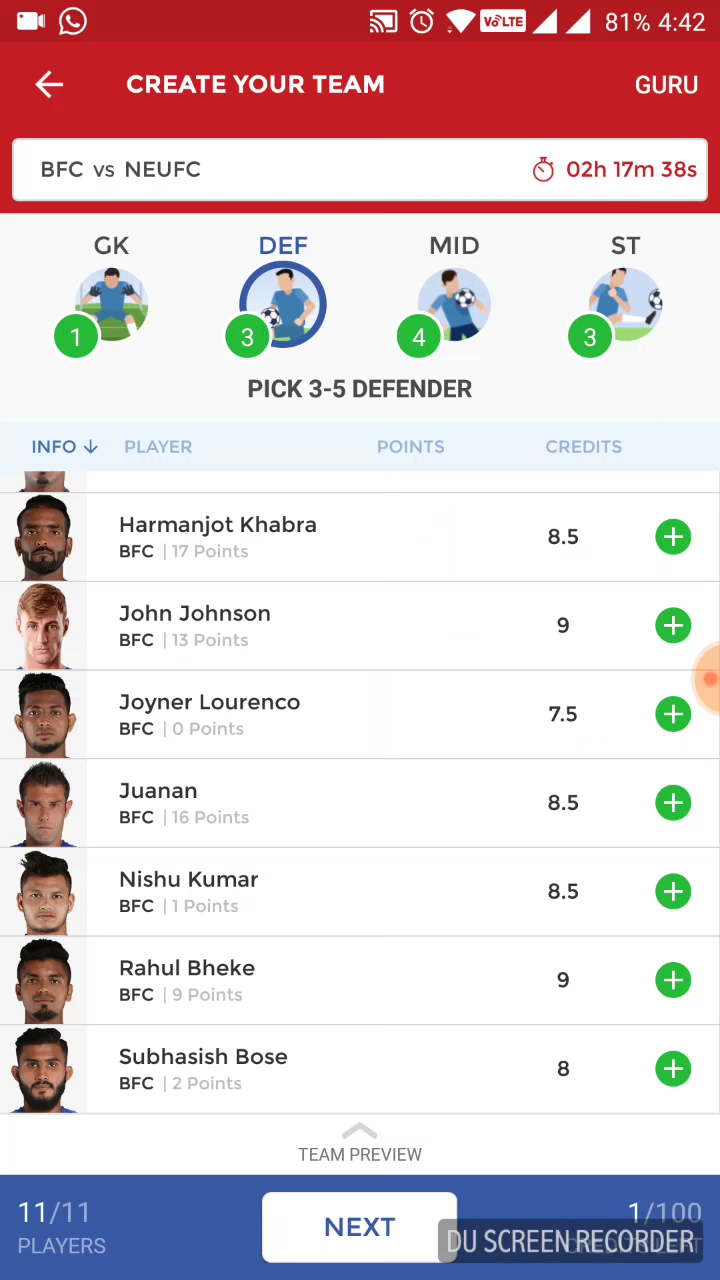 VoLTE 81% 4:42
CREATE YOUR TEAM GURU
BFC vs NEUFC 02h 17m 38s
GK DEF MID ST
1 3 4 3
PICK 3-5 DEFENDER
INFO PLAYER POINTS CREDITS
Harmanjot Khabra
BFC | 17 Points
8.5
John Johnson
BFC | 13 Points
9
Joyner Lourenco
BFC | 0 Points
7.5
Juanan
BFC | 16 Points
8.5
Nishu Kumar
BFC | 1 Points
8.5
Rahul Bheke
BFC | 9 Points
9
Subhasish Bose
BFC | 2 Points
8
TEAM PREVIEW
11/11
PLAYERS
NEXT
1/100
CREDITS LEFT
DU SCREEN RECORDER